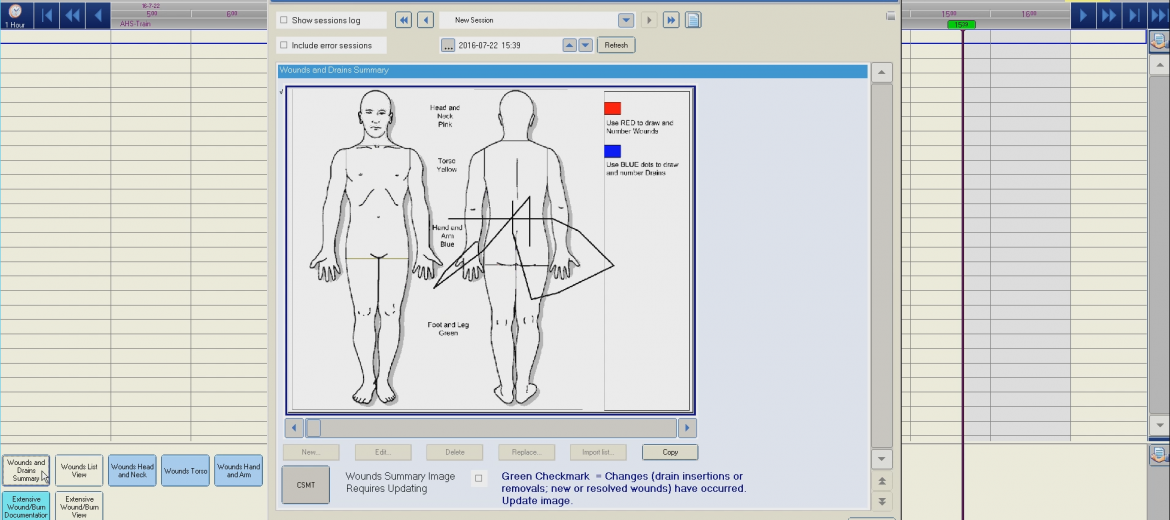 16-7-22
5⁰⁰
6⁰⁰
15⁰⁰
16⁰⁰
1 Hour
AHS-Train
Show sessions log
New Session
Include error sessions
...
2016-07-22 15:39
Refresh
Wounds and Drains Summary
Head and
Neck
Pink
Use RED to draw and
Number Wounds
Torso
Yellow
Use BLUE dots to draw
and number Drains
Hand and
Arm
Blue
Foot and Leg
Green
New...
Edit...
Delete
Replace...
Import list...
Copy
CSMT
Wounds Summary Image
Requires Updating
Green Checkmark = Changes (drain insertions or
removals; new or resolved wounds) have occurred.
Update image.
Wounds and
Drains
Summary
Wounds List
View
Wounds Head
and Neck
Wounds Torso
Wounds Hand
and Arm
Extensive
Wound/Burn
Documentation
Extensive
Wound/Burn
View